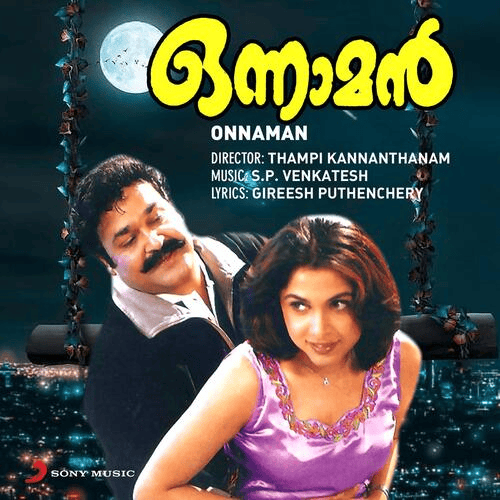 ഒന്നാമൻ
ONNAMAN
DIRECTOR: THAMPI KANNANTHANAM
MUSIC: S.P. VENKATESH
LYRICS: GIREESH PUTHENCHERY
SONY MUSIC